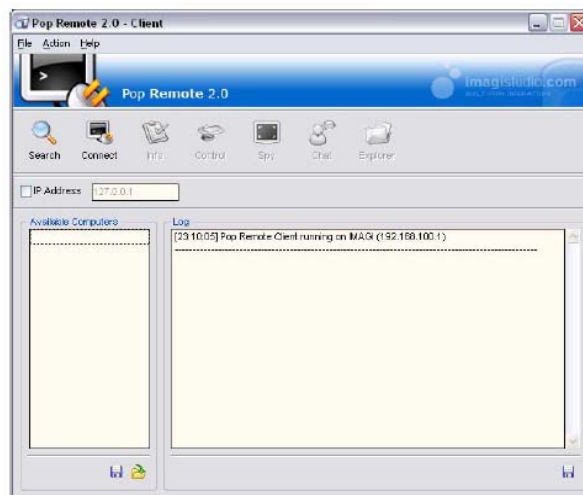 Pop Remote 2.0 - Client
File Action Help
Pop Remote 2.0
imagistudio.com
Search Connect Info Control Spy Chat Explorer
IP Address 127.0.0.1
Available Computers
Log
[23:10:05] Pop Remote Client running on IMAGI (192.168.100.1)